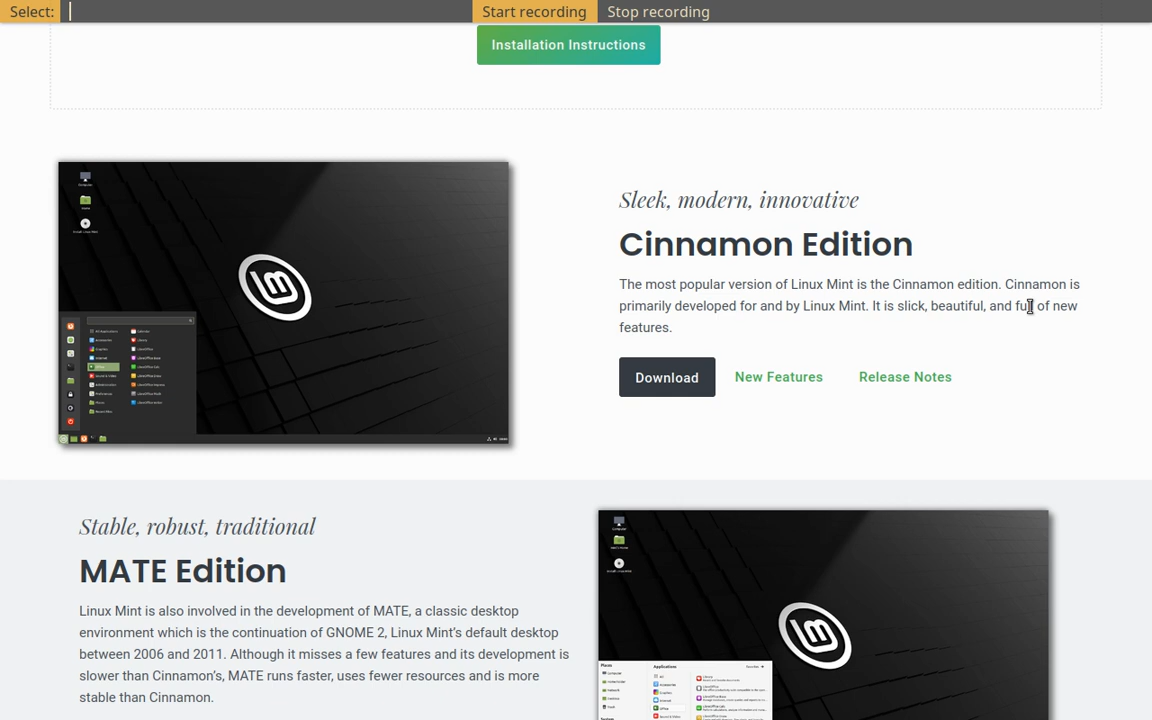 Select:
Start recording
Stop recording
Installation Instructions
Sleek, modern, innovative
Cinnamon Edition
The most popular version of Linux Mint is the Cinnamon edition. Cinnamon is
primarily developed for and by Linux Mint. It is slick, beautiful, and full of new
features.
Download
New Features
Release Notes
Stable, robust, traditional
MATE Edition
Linux Mint is also involved in the development of MATE, a classic desktop
environment which is the continuation of GNOME 2, Linux Mint’s default desktop
between 2006 and 2011. Although it misses a few features and its development is
slower than Cinnamon’s, MATE runs faster, uses fewer resources and is more
stable than Cinnamon.